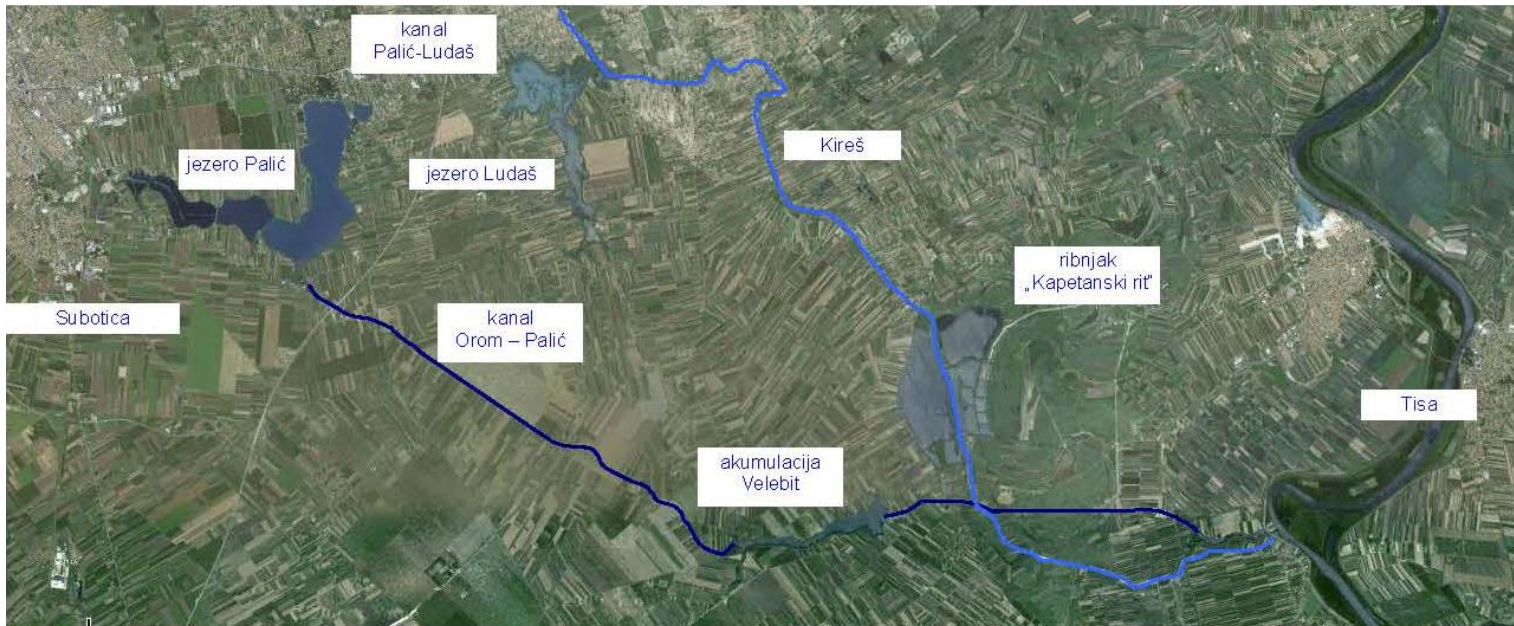 kanal
Palić-Ludaš
jezero Palić
jezero Ludaš
Kireš
ribnjak
„Kapetanski rit"
Subotica
kanal
Orom – Palić
Tisa
akumulacija
Velebit